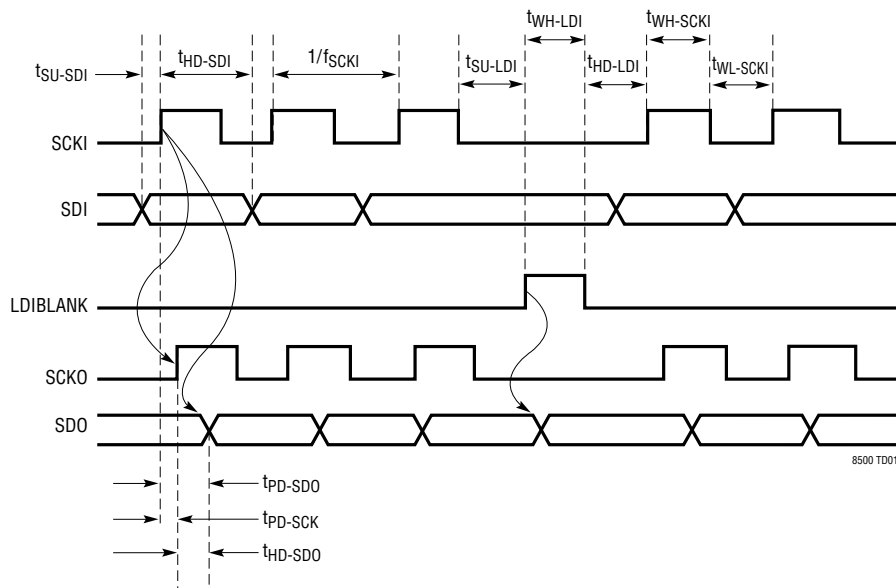 tWH-LDI
tWH-SCKI
tHD-SDI
1/fSCKI
tSU-LDI
tHD-LDI
tSU-SDI
tWL-SCKI
SCKI
SDI
LDIBLANK
SCKO
SDO
8500 TD01
tPD-SDO
tPD-SCK
tHD-SDO